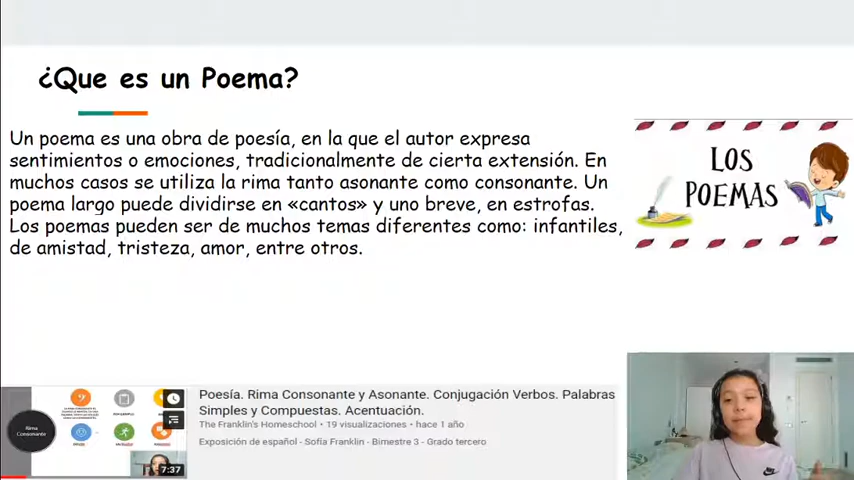 ¿Que es un Poema?
Un poema es una obra de poesía, en la que el autor expresa
sentimientos o emociones, tradicionalmente de cierta extensión. En
muchos casos se utiliza la rima tanto asonante como consonante. Un
poema largo puede dividirse en «cantos» y uno breve, en estrofas.
Los poemas pueden ser de muchos temas diferentes como: infantiles,
de amistad, tristeza, amor, entre otros.
LOS
POEMAS
Rima
Consonante
7:37
Poesía. Rima Consonante y Asonante. Conjugación Verbos. Palabras
Simples y Compuestas. Acentuación.
The Franklin's Homeschool • 19 visualizaciones • hace 1 año
Exposición de español - Sofía Franklin - Bimestre 3 - Grado tercero